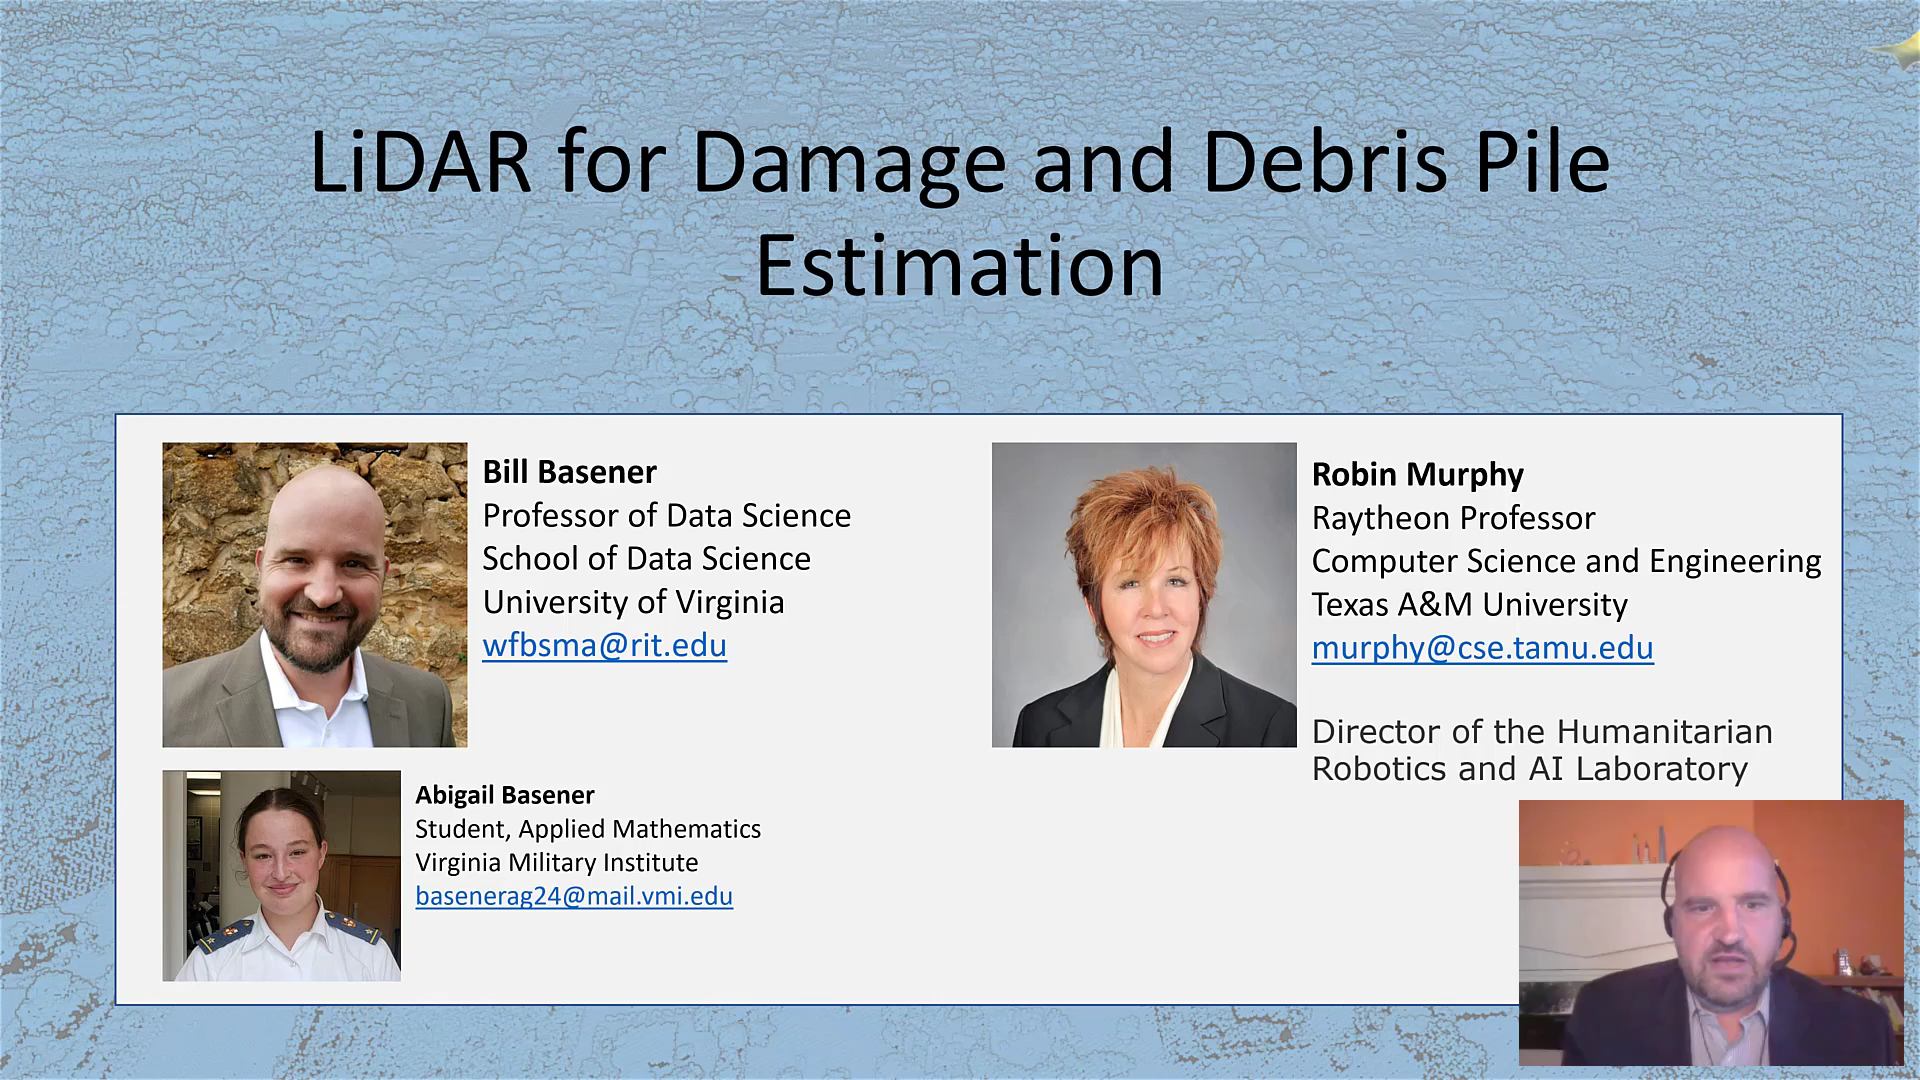 LiDAR for Damage and Debris Pile
Estimation
Bill Basener
Professor of Data Science
School of Data Science
University of Virginia
wfbsma@rit.edu
Robin Murphy
Raytheon Professor
Computer Science and Engineering
Texas A&M University
murphy@cse.tamu.edu
Director of the Humanitarian
Robotics and AI Laboratory
Abigail Basener
Student, Applied Mathematics
Virginia Military Institute
basenerag24@mail.vmi.edu